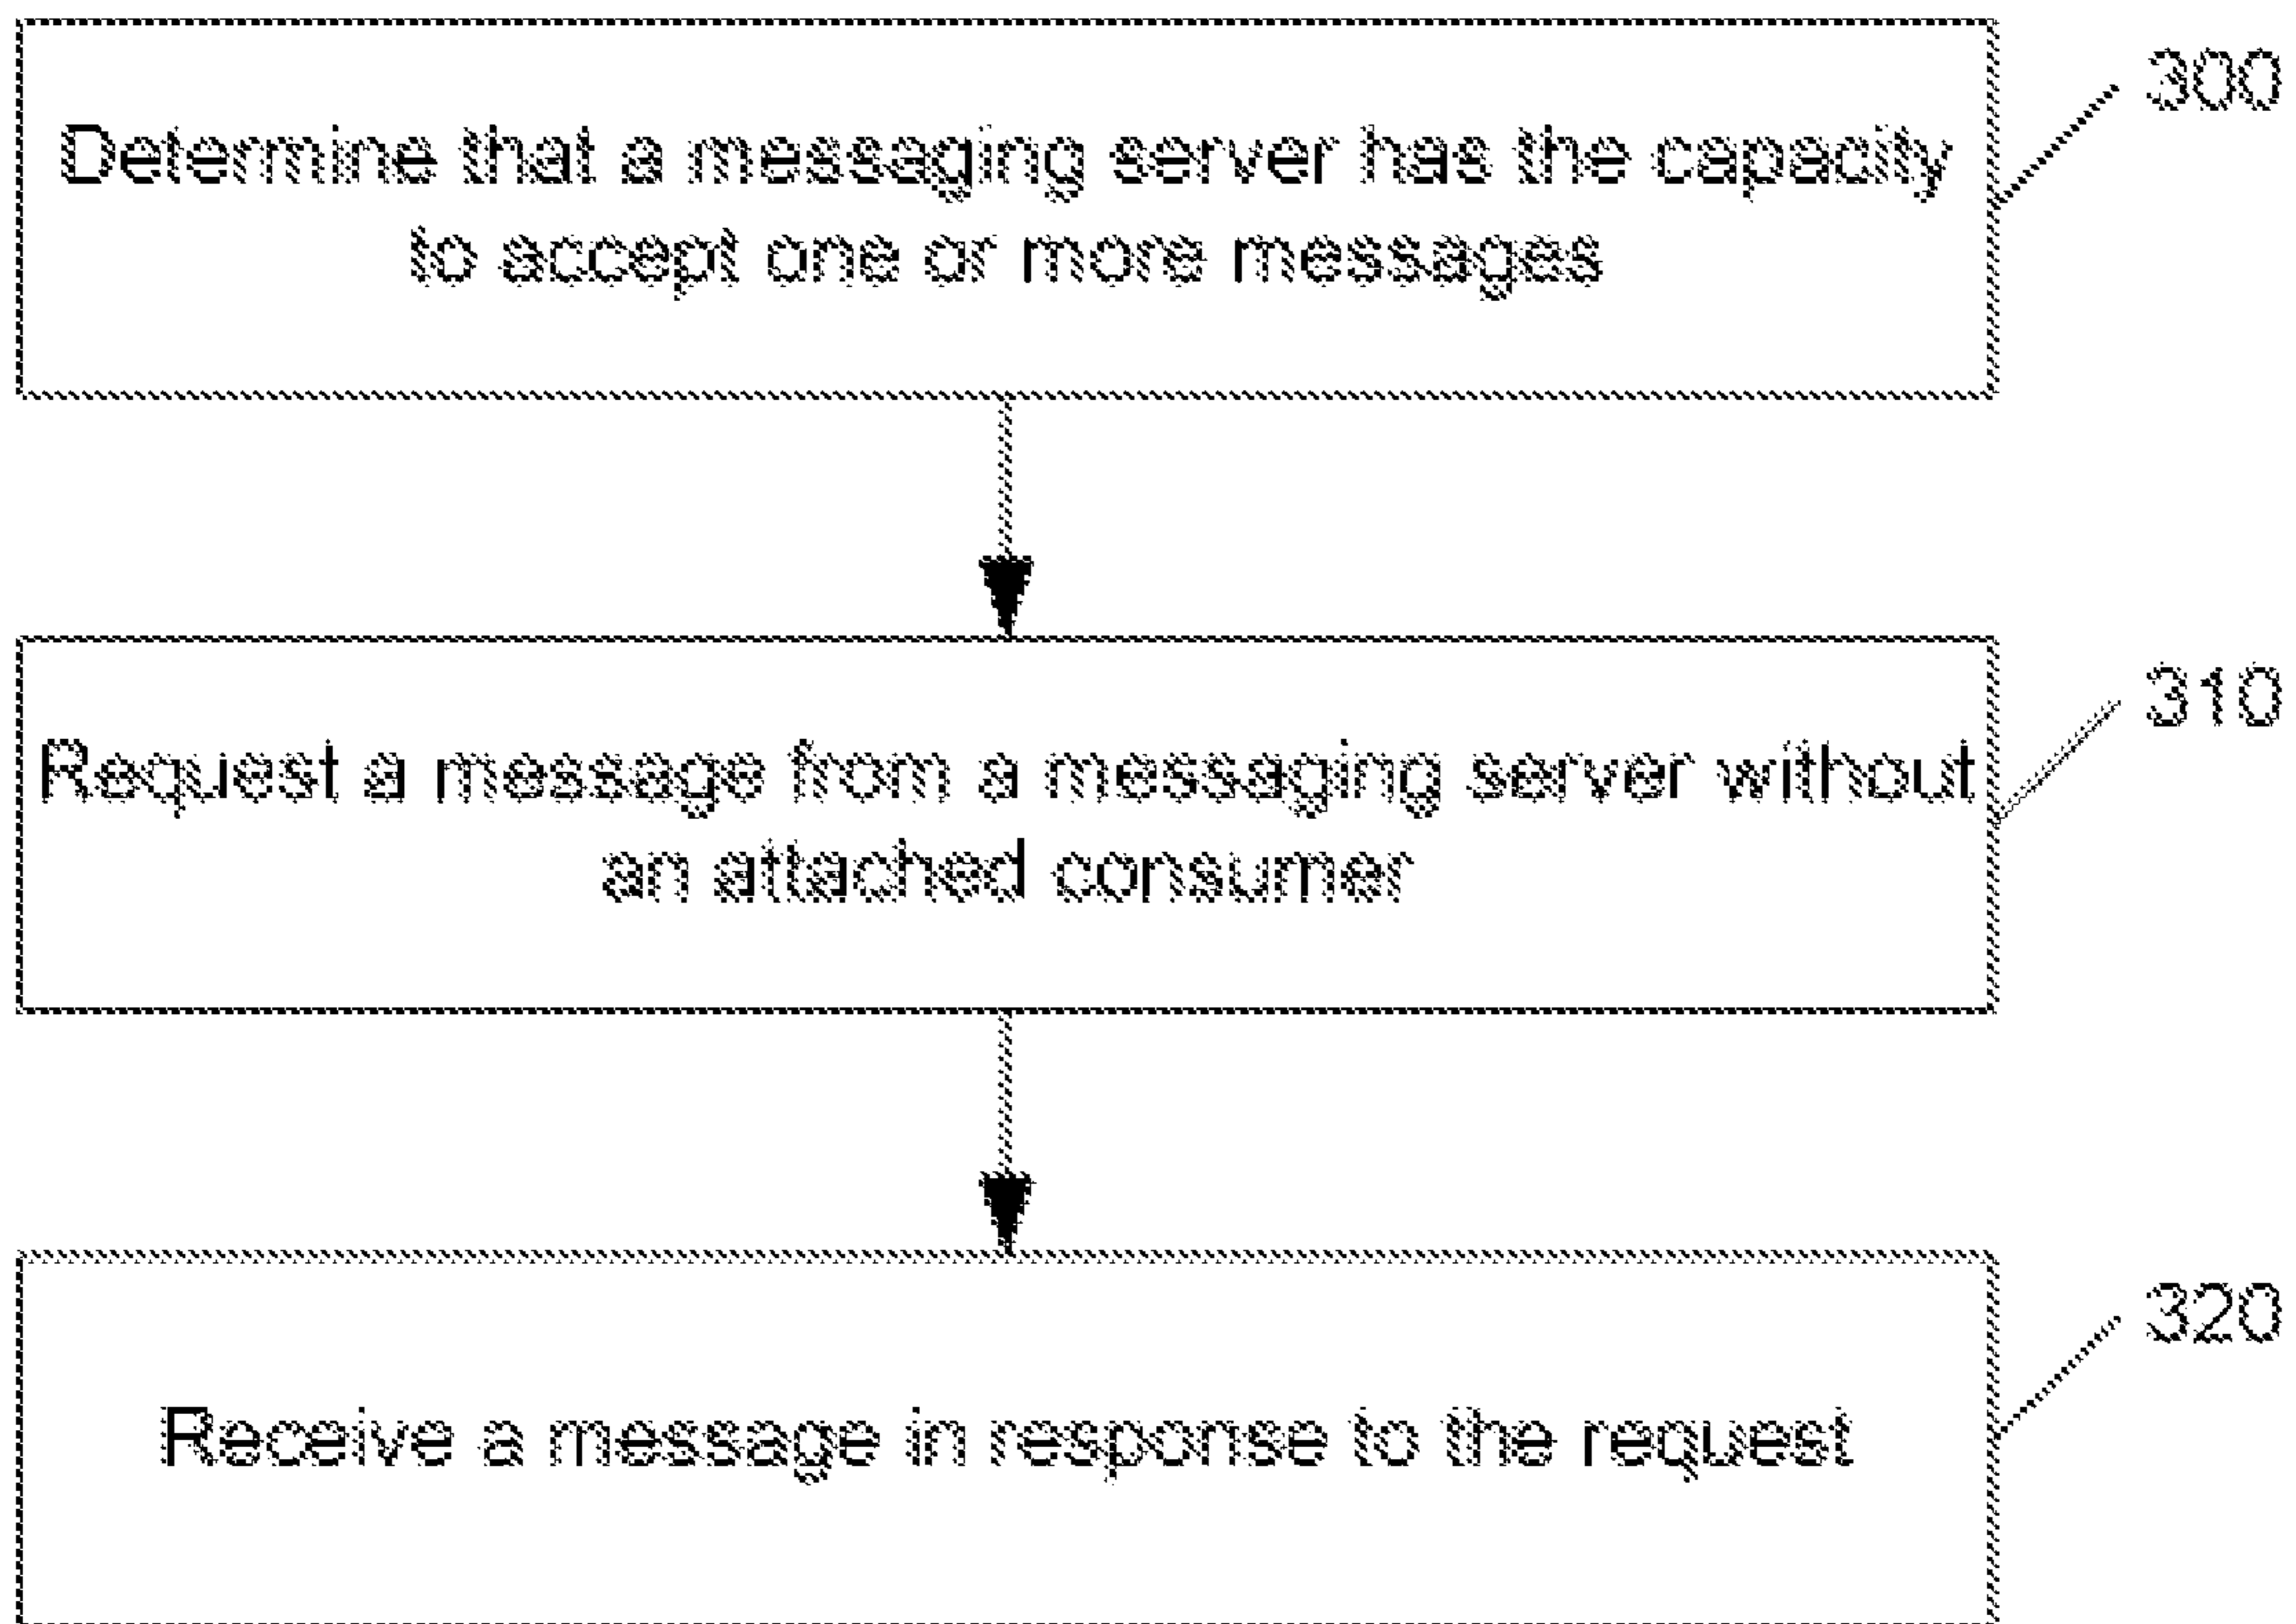 Determine that a messaging server has the capacity
to accept one or more messages
300
Request a message from a messaging server without
an attached consumer
310
Receive a message in response to the request
320